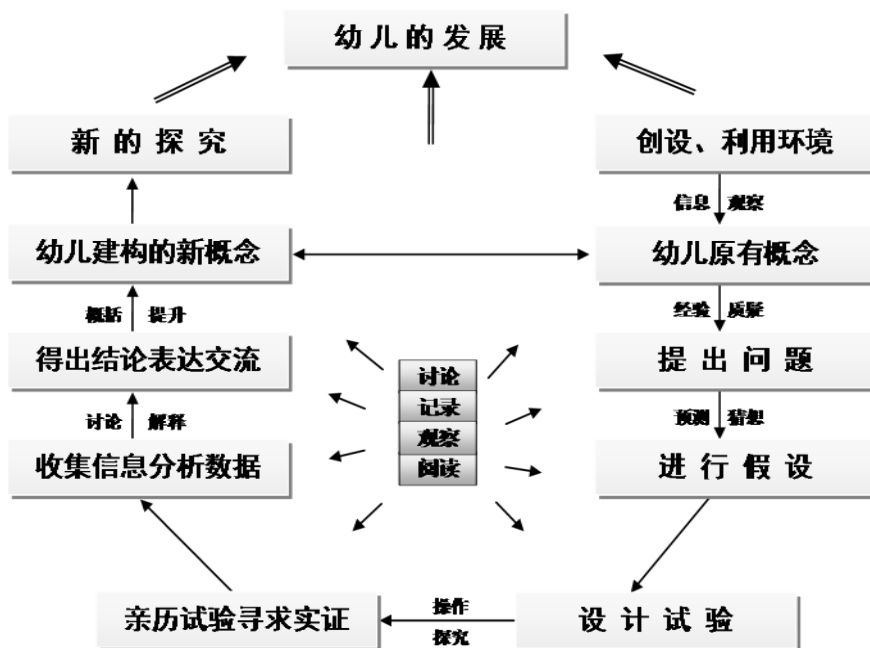 幼儿的发展
新的探究
创设、利用环境
信息 观察
幼儿建构的新概念
幼儿原有概念
概括 提升
经验 质疑
得出结论表达交流
提出问题
讨论
记录
观察
阅读
讨论 解释
预测 猜想
收集信息分析数据
进行假设
亲历试验寻求实证
操作
探究
设计试验